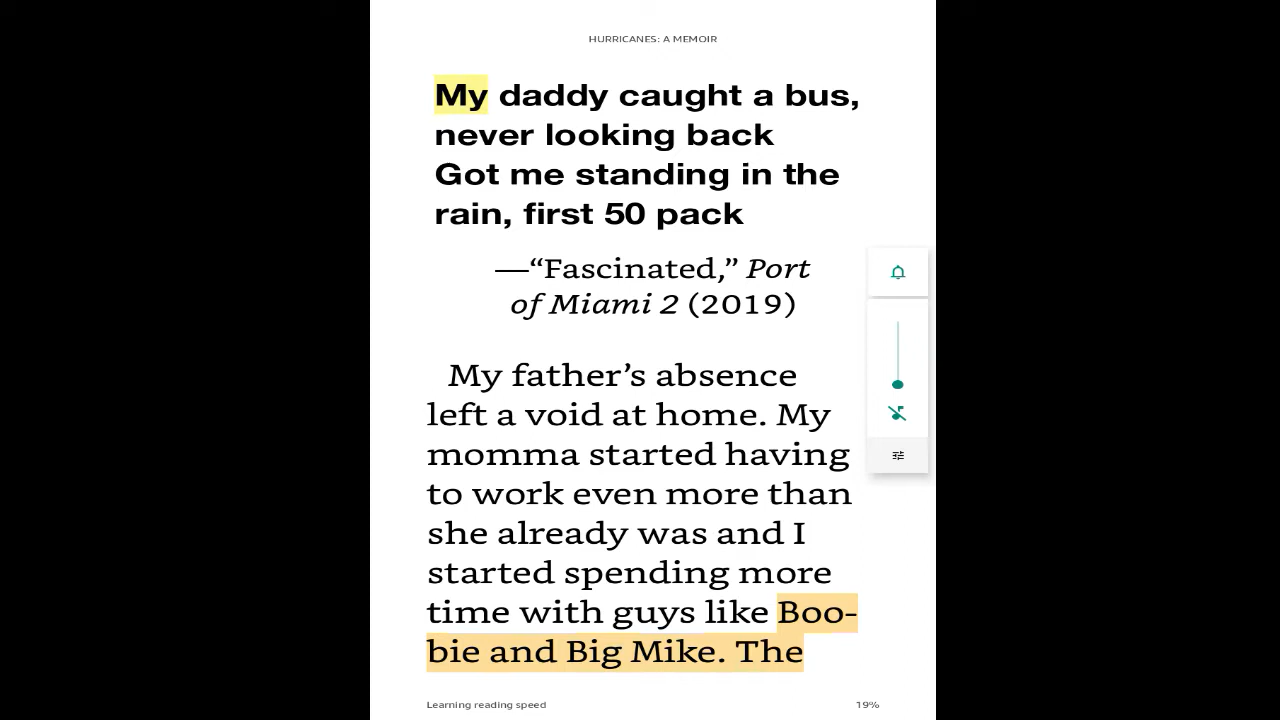 HURRICANES: A MEMOIR
My daddy caught a bus,
never looking back
Got me standing in the
rain, first 50 pack
—“Fascinated,” Port
of Miami 2 (2019)
My father’s absence
left a void at home. My
momma started having
to work even more than
she already was and I
started spending more
time with guys like Boo-
bie and Big Mike. The
Learning reading speed
19%